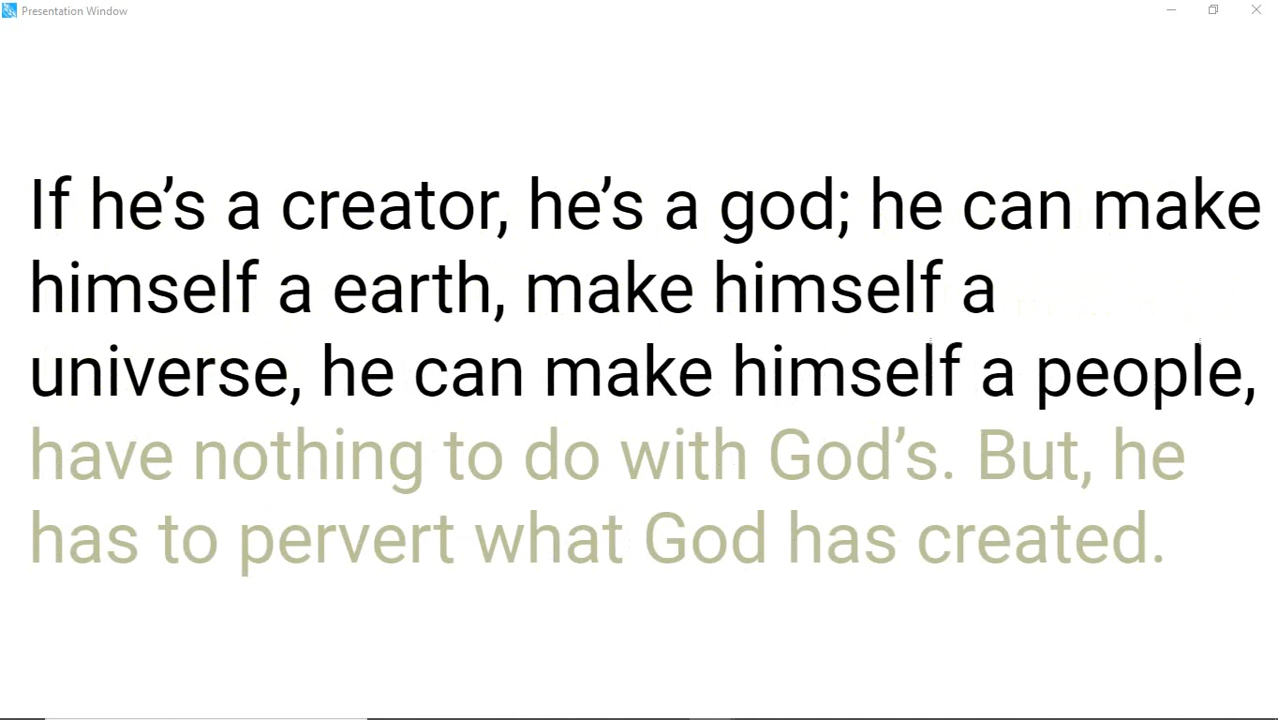 Presentation Window
If he’s a creator, he’s a god; he can make
himself a earth, make himself a
universe, he can make himself a people,
have nothing to do with God’s. But, he
has to pervert what God has created.